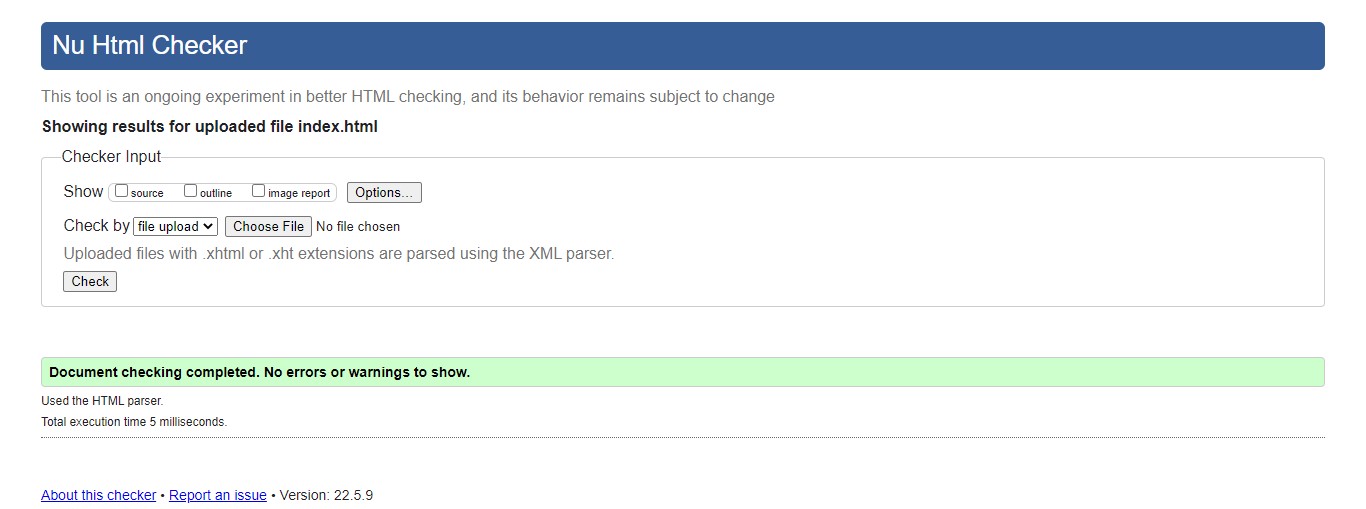 Nu Html Checker
This tool is an ongoing experiment in better HTML checking, and its behavior remains subject to change
Showing results for uploaded file index.html
Checker Input
Show source outline image report Options...
Check by file upload Choose File No file chosen
Uploaded files with .xhtml or .xht extensions are parsed using the XML parser.
Check
Document checking completed. No errors or warnings to show.
Used the HTML parser.
Total execution time 5 milliseconds.
About this checker • Report an issue • Version: 22.5.9